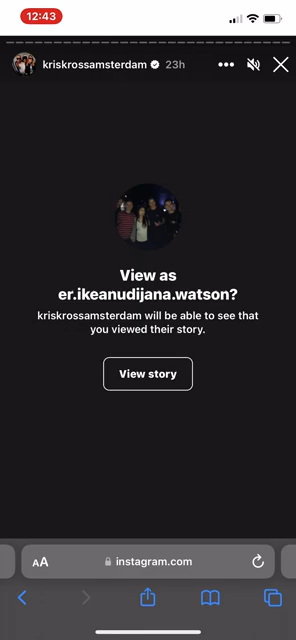 12:43
kriskrossamsterdam 23h
View as
er.ikeanudijana.watson?
kriskrossamsterdam will be able to see that
you viewed their story.
View story
AA instagram.com